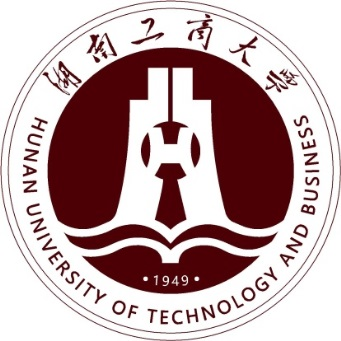 湖南工商大学
HUNAN UNIVERSITY OF TECHNOLOGY AND BUSINESS
·1949·